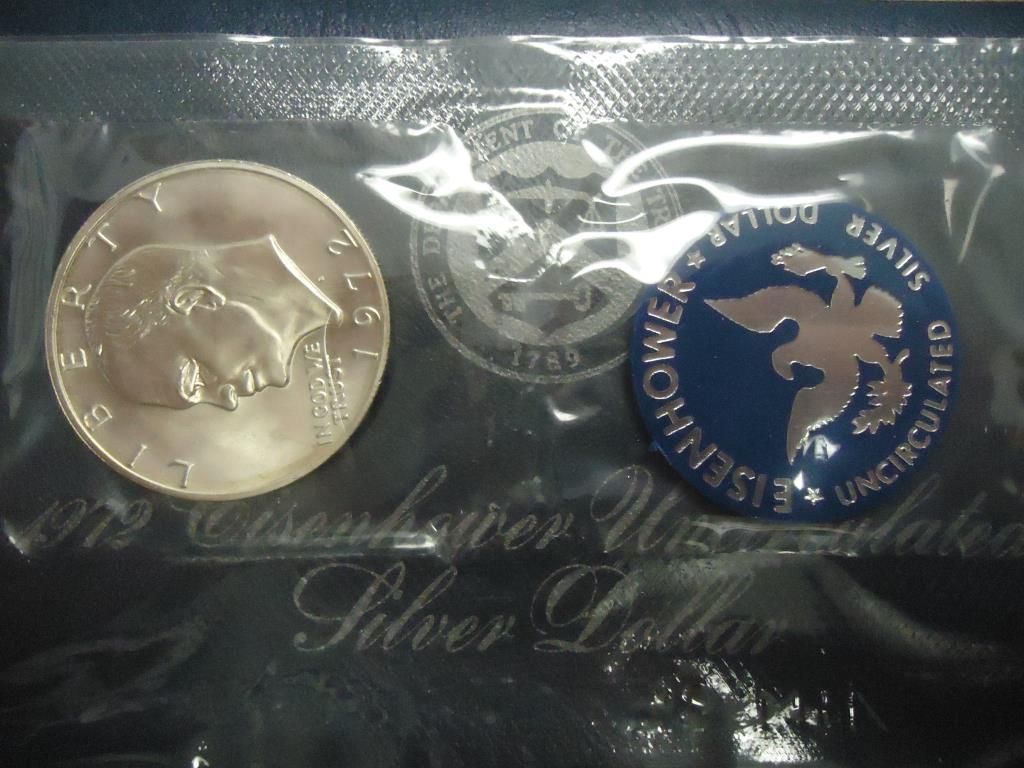 LIBERTY
1972
IN GOD WE
TRUST
THE DEPARTMENT OF THE TR
1789
EISENHOWER ★ DOLLAR SILVER
★ UNCIRCULATED
1972 Eisenhower Uncirculated
Silver Dollar